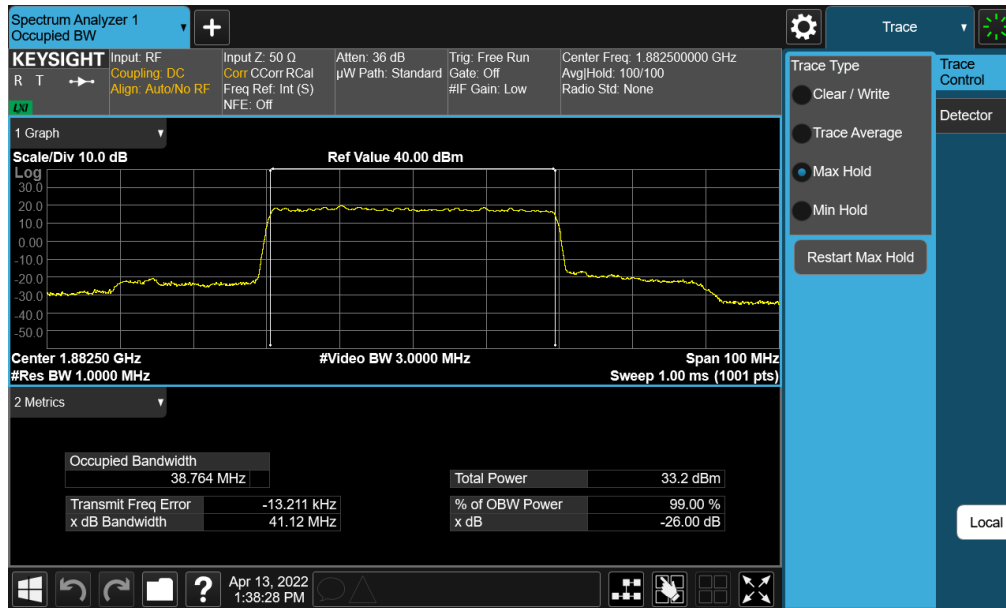 Spectrum Analyzer 1
Occupied BW
+
Trace
KEYSIGHT
R T
LXI
Input: RF
Coupling: DC
Align: Auto/No RF
Input Z: 50 Ω
Corr CCorr RCal
Freq Ref: Int (S)
NFE: Off
Atten: 36 dB
µW Path: Standard
Trig: Free Run
Gate: Off
#IF Gain: Low
Center Freq: 1.882500000 GHz
Avg|Hold: 100/100
Radio Std: None
Trace Type
Clear / Write
Trace Average
Max Hold
Min Hold
Restart Max Hold
Trace
Control
Detector
Local
1 Graph
Scale/Div 10.0 dB
Ref Value 40.00 dBm
Log
30.0
20.0
10.0
0.00
-10.0
-20.0
-30.0
-40.0
-50.0
Center 1.88250 GHz
#Video BW 3.0000 MHz
Span 100 MHz
#Res BW 1.0000 MHz
Sweep 1.00 ms (1001 pts)
2 Metrics
Occupied Bandwidth
38.764 MHz
Total Power 33.2 dBm
Transmit Freq Error -13.211 kHz
% of OBW Power 99.00 %
x dB Bandwidth 41.12 MHz
x dB -26.00 dB
?
Apr 13, 2022
1:38:28 PM